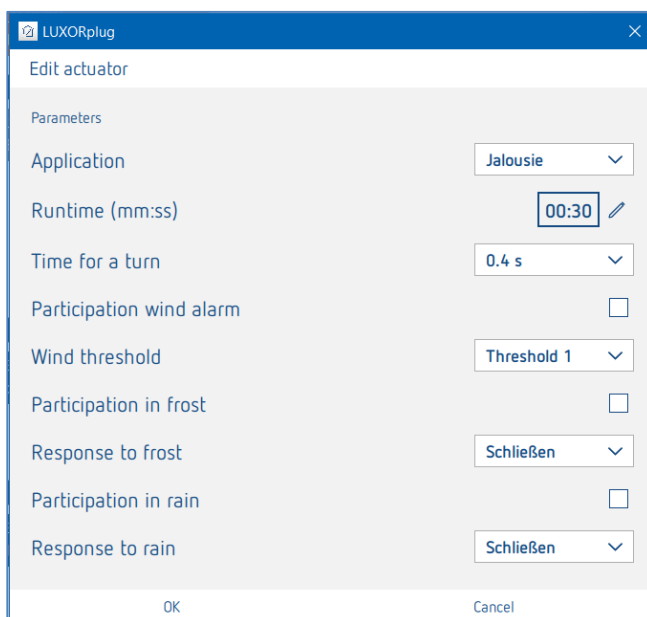 LUXORplug
Edit actuator
Parameters
Application Jalousie
Runtime (mm:ss) 00:30
Time for a turn 0.4 s
Participation wind alarm
Wind threshold Threshold 1
Participation in frost
Response to frost Schließen
Participation in rain
Response to rain Schließen
OK Cancel